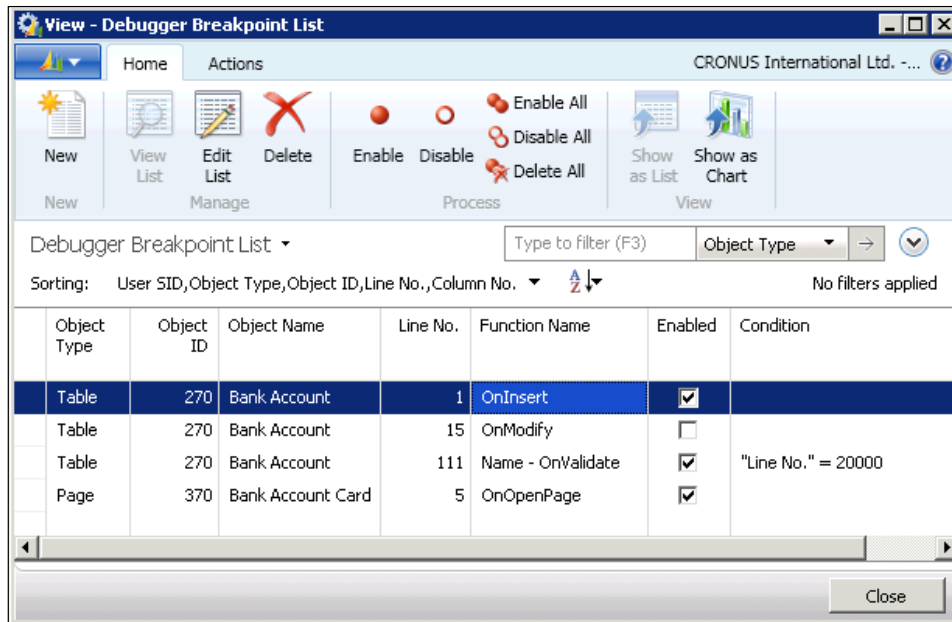 View - Debugger Breakpoint List
Home Actions CRONUS International Ltd. -...
New View List Edit List Delete Enable Disable Enable All Disable All Delete All Show as List Show as Chart
New Manage Process View
Debugger Breakpoint List Type to filter (F3) Object Type
Sorting: User SID,Object Type,Object ID,Line No.,Column No. No filters applied
Object Type Object ID Object Name Line No. Function Name Enabled Condition
Table 270 Bank Account 1 OnInsert
Table 270 Bank Account 15 OnModify
Table 270 Bank Account 111 Name - OnValidate "Line No." = 20000
Page 370 Bank Account Card 5 OnOpenPage
Close